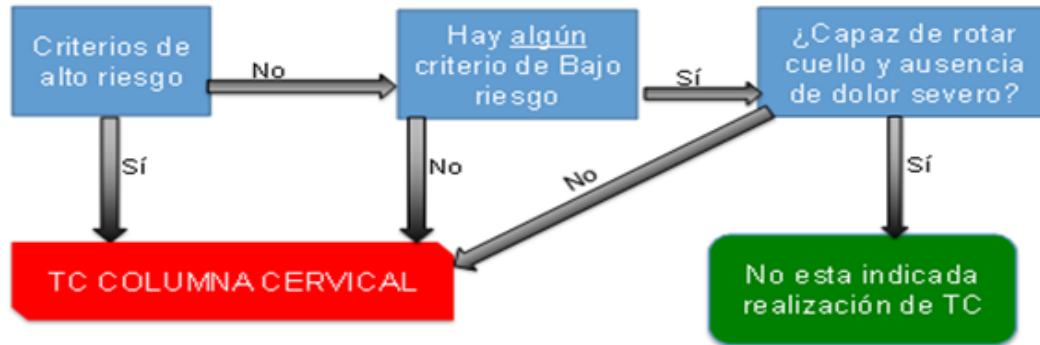 Criterios de
alto riesgo
No
Hay algún
criterio de Bajo
riesgo
Sí
¿Capaz de rotar
cuello y ausencia
de dolor severo?
Sí
No
No
Sí
TC COLUMNA CERVICAL
No esta indicada
realización de TC